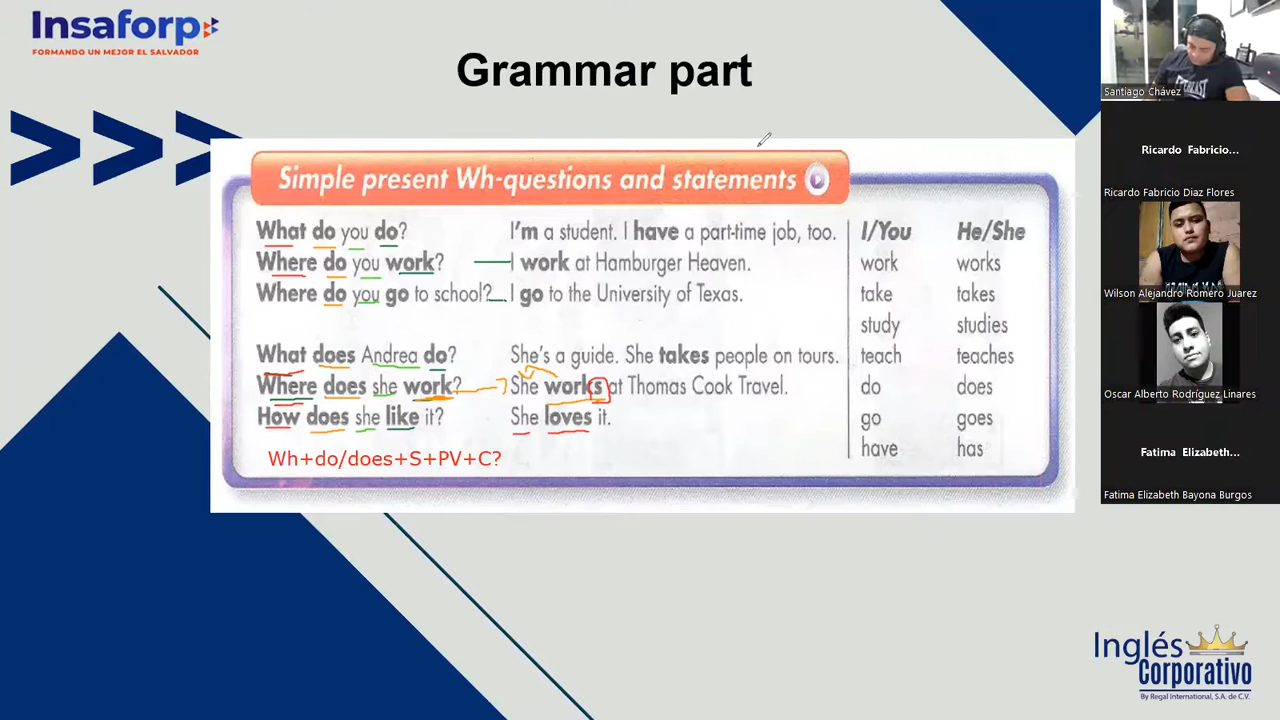 Insaforp
FORMANDO UN MEJOR EL SALVADOR
Grammar part
Simple present Wh-questions and statements
What do you do? I'm a student. I have a part-time job, too. I/You He/She
Where do you work? I work at Hamburger Heaven. work works
Where do you go to school? I go to the University of Texas. take takes
study studies
What does Andrea do? She's a guide. She takes people on tours. teach teaches
Where does she work? She works at Thomas Cook Travel. do does
How does she like it? She loves it. go goes
have has
Wh+do/does+S+PV+C?
EVERLAST
Santiago Chávez
Ricardo Fabricio...
Ricardo Fabricio Diaz Flores
Wilson Alejandro Romero Juarez
Oscar Alberto Rodríguez Linares
Fatima Elizabeth...
Fatima Elizabeth Bayona Burgos
Inglés
Corporativo
By Regal International, S.A. de C.V.